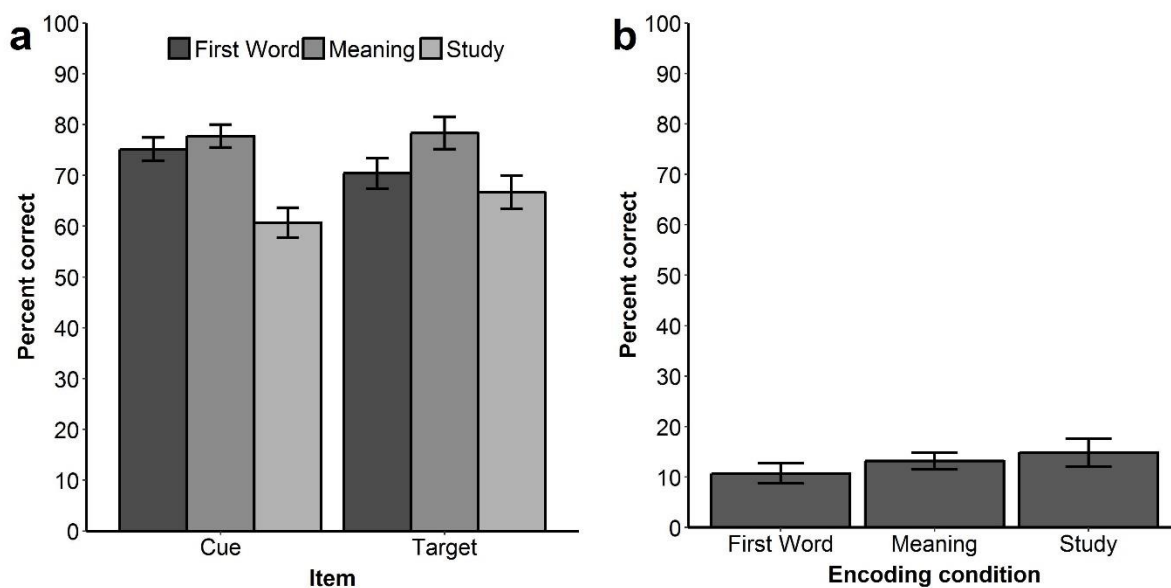 a
First Word Meaning Study
Percent correct
100
90
80
70
60
50
40
30
20
10
0
Cue Target
Item
b
Percent correct
100
90
80
70
60
50
40
30
20
10
0
First Word Meaning Study
Encoding condition